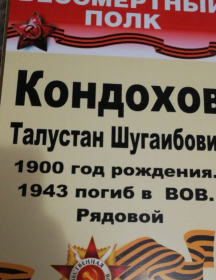 БЕССМЕРТНЫЙ
ПОЛК
Кондохов
Талустан Шугаибови
1900 год рождения.
1943 погиб в ВОВ.
Рядовой